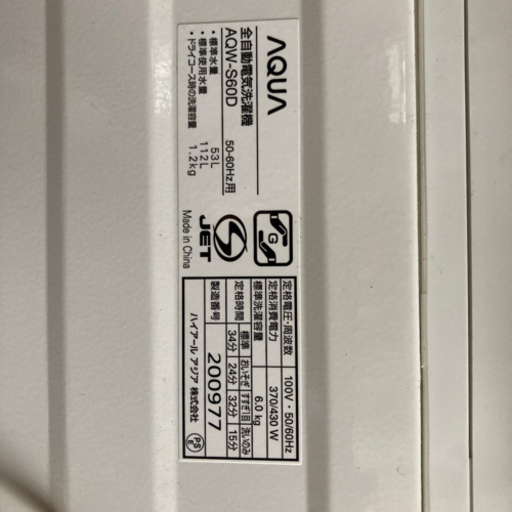 AQUA
全自動電気洗濯機
AQW-S60D 50-60Hz用
・標準水量 53L
・標準使用水量 112L
・ドライコース時の洗濯容量 1.2kg
SG
S JET
Made in China
定格電圧・周波数 100V・50/60Hz
定格消費電力 370/430W
標準洗濯容量 6.0kg
定格時間 標準 おいそぎ すすぎ1回 洗いのみ
34分 24分 32分 15分
製造番号 200977
ハイアール アジア 株式会社
PSE